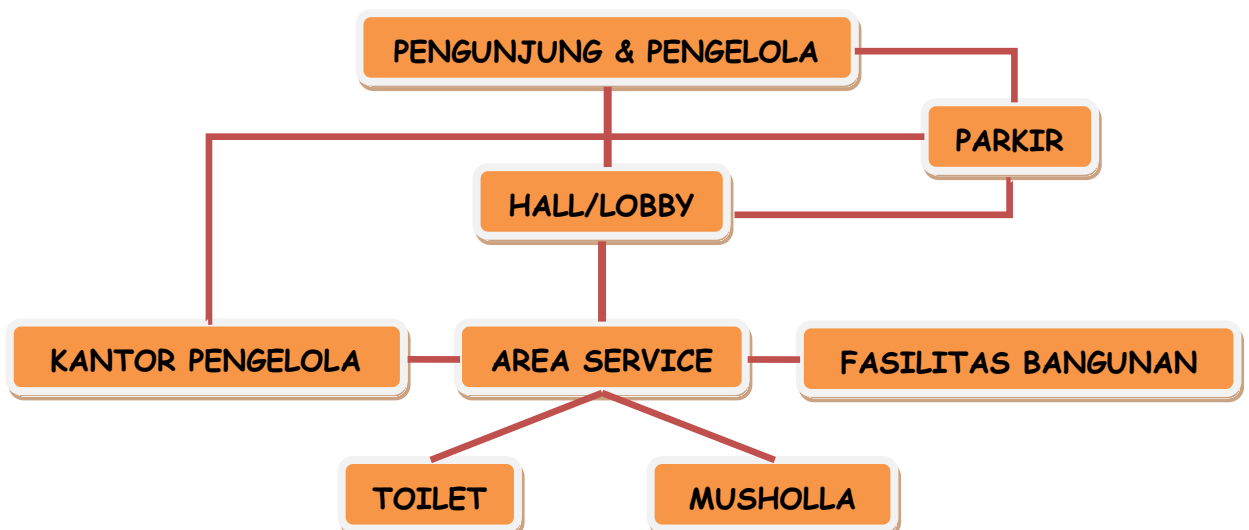 PENGUNJUNG & PENGELOLA
PARKIR
HALL/LOBBY
KANTOR PENGELOLA
AREA SERVICE
FASILITAS BANGUNAN
TOILET
MUSHOLLA